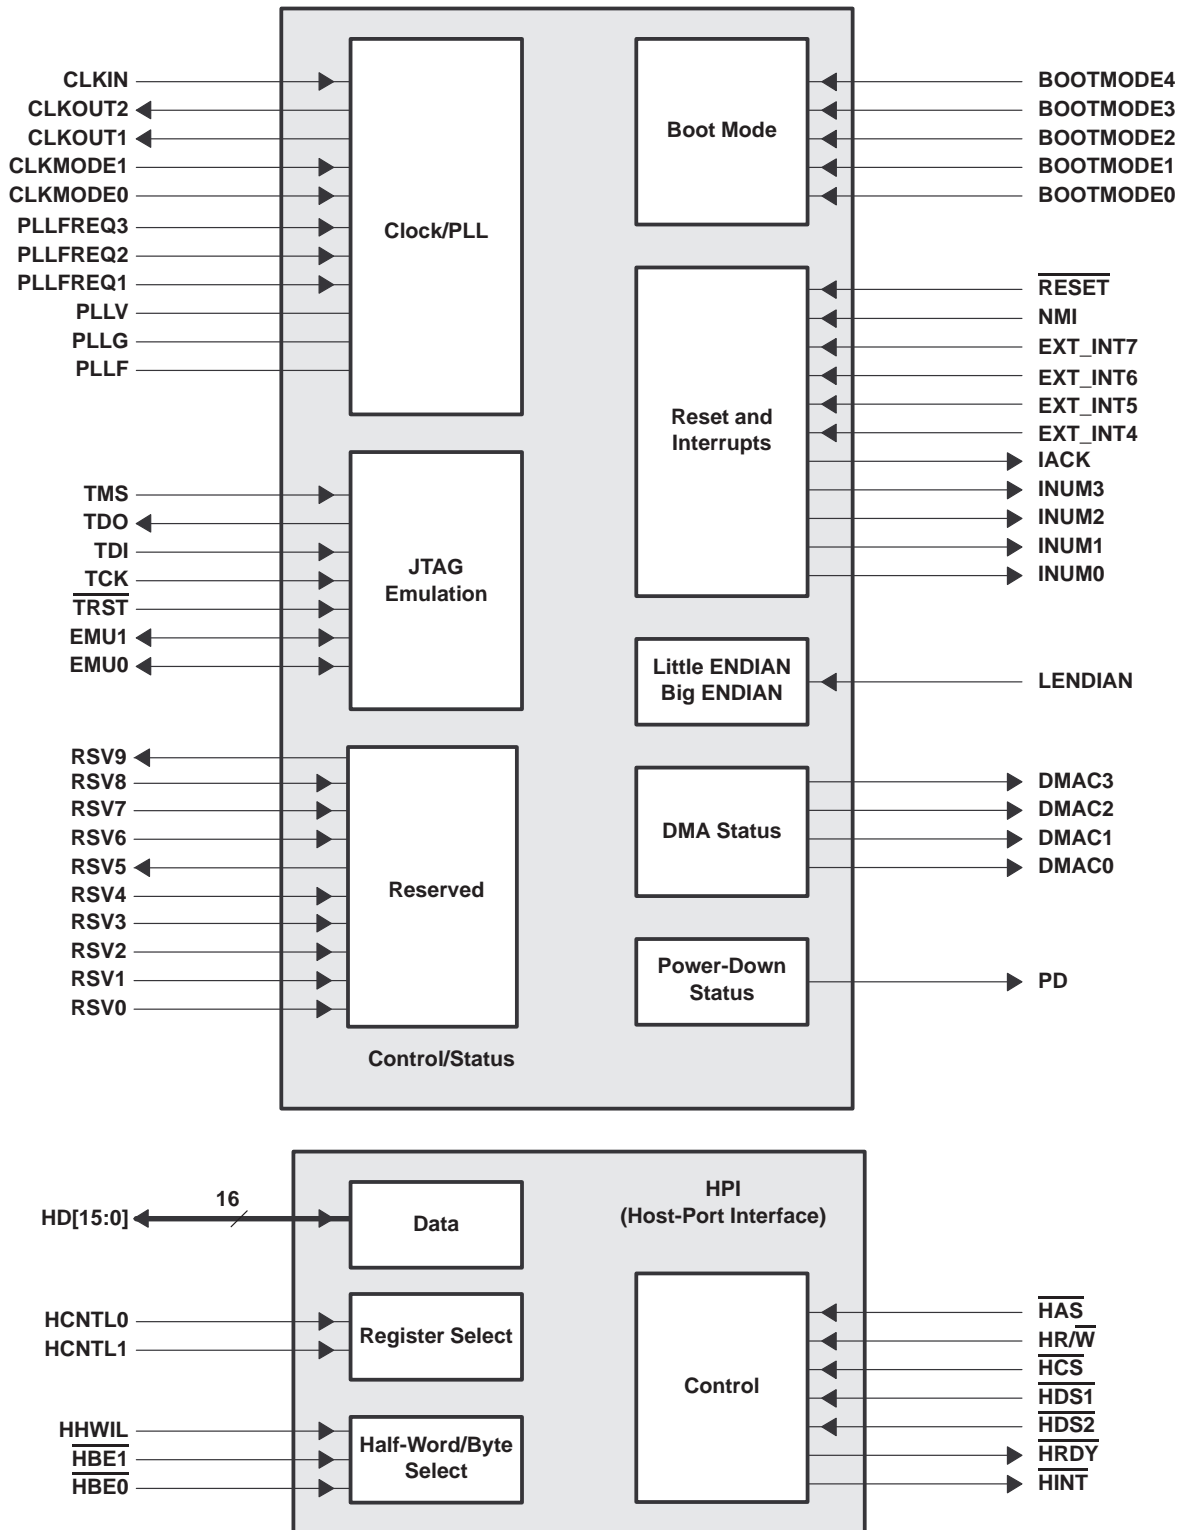 CLKIN
CLKOUT2
CLKOUT1
CLKMODE1
CLKMODE0
PLLFREQ3
PLLFREQ2
PLLFREQ1
PLLV
PLLG
PLLF
Clock/PLL
Boot Mode
BOOTMODE4
BOOTMODE3
BOOTMODE2
BOOTMODE1
BOOTMODE0
Reset and
Interrupts
RESET
NMI
EXT_INT7
EXT_INT6
EXT_INT5
EXT_INT4
IACK
INUM3
INUM2
INUM1
INUM0
TMS
TDO
TDI
TCK
TRST
EMU1
EMU0
JTAG
Emulation
Little ENDIAN
Big ENDIAN
LENDIAN
RSV9
RSV8
RSV7
RSV6
RSV5
RSV4
RSV3
RSV2
RSV1
RSV0
Reserved
DMA Status
DMAC3
DMAC2
DMAC1
DMAC0
Power-Down
Status
PD
Control/Status
HD[15:0]
16
Data
HPI
(Host-Port Interface)
HCNTL0
HCNTL1
Register Select
HHWIL
HBE1
HBE0
Half-Word/Byte
Select
Control
HAS
HR/W
HCS
HDS1
HDS2
HRDY
HINT